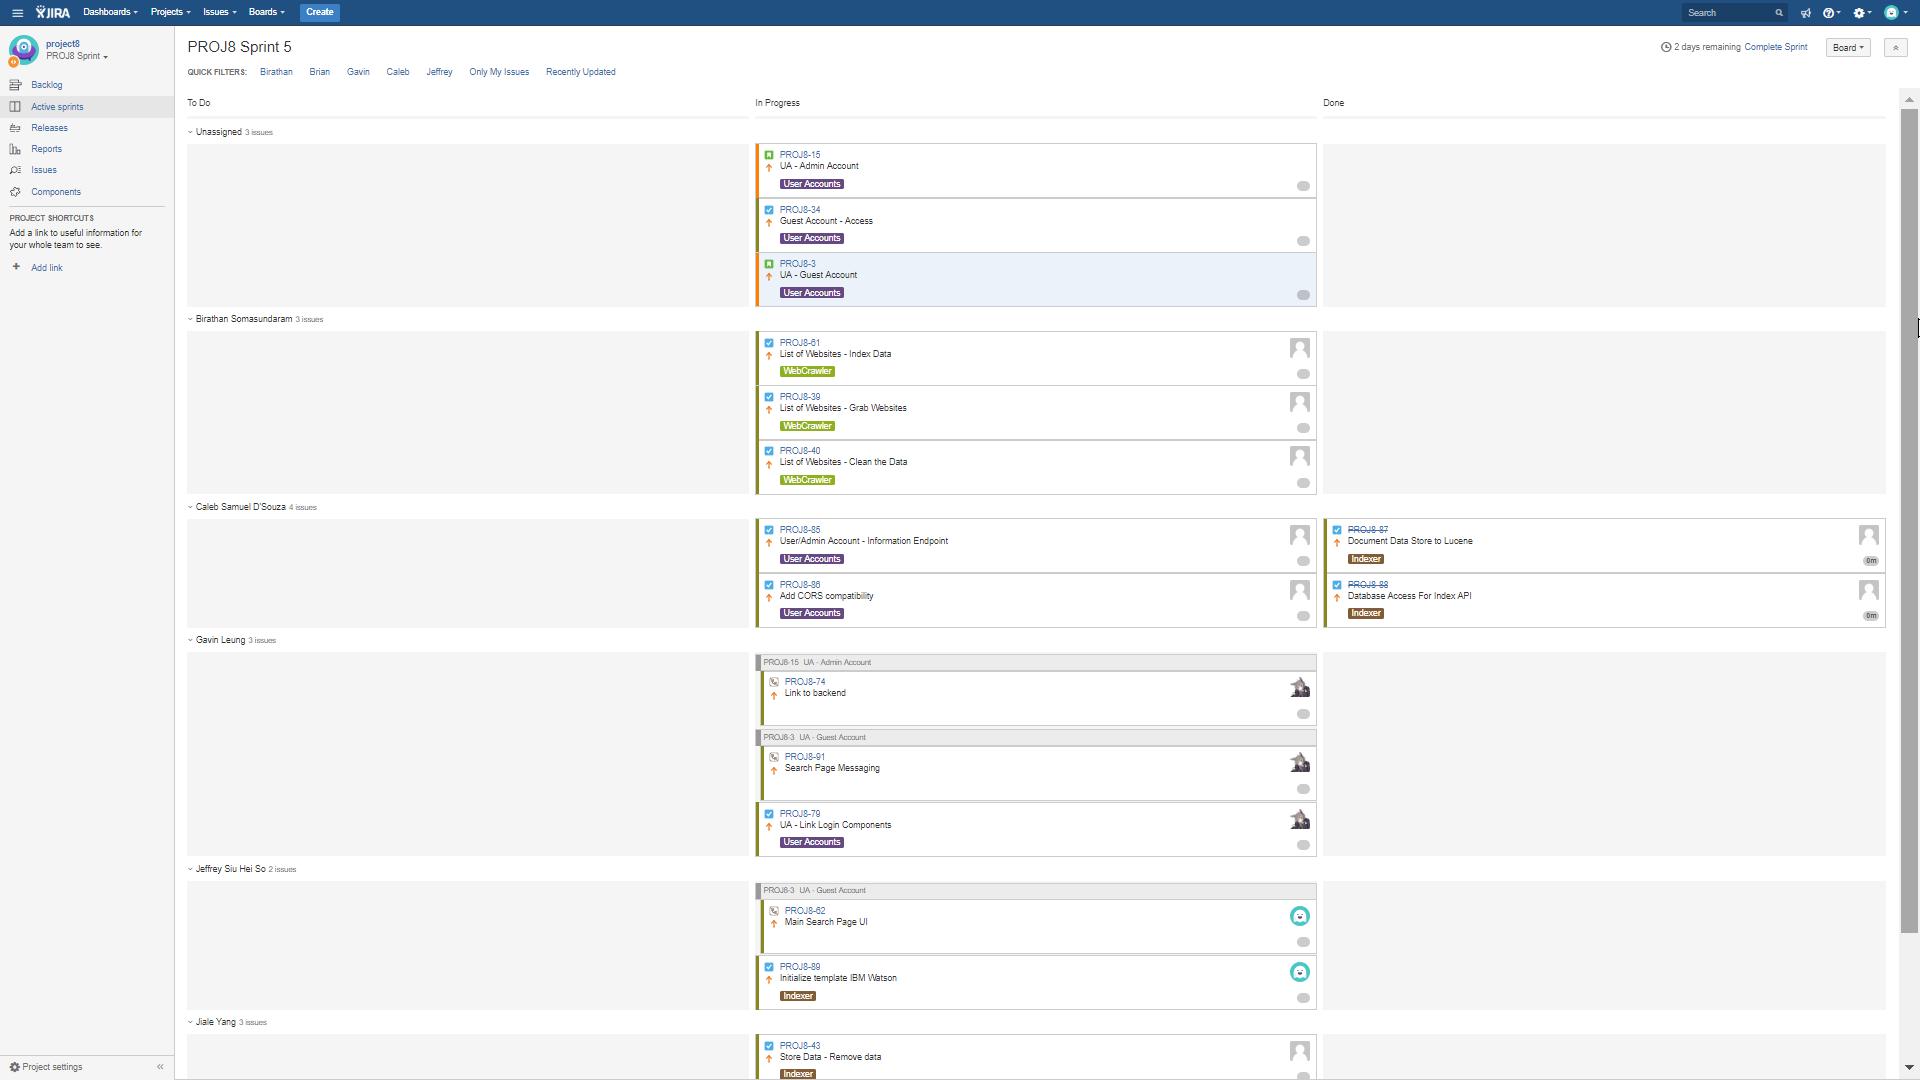 JIRA Dashboards Projects Issues Boards Create Search
project8
PROJ8 Sprint
Backlog
Active sprints
Releases
Reports
Issues
Components
PROJECT SHORTCUTS
Add a link to useful information for
your whole team to see.
+ Add link
Project settings
PROJ8 Sprint 5
2 days remaining Complete Sprint Board
QUICK FILTERS: Birathan Brian Gavin Caleb Jeffrey Only My Issues Recently Updated
To Do In Progress Done
Unassigned 3 issues
PROJ8-15
UA - Admin Account
User Accounts
PROJ8-34
Guest Account - Access
User Accounts
PROJ8-3
UA - Guest Account
User Accounts
Birathan Somasundaram 3 issues
PROJ8-61
List of Websites - Index Data
WebCrawler
PROJ8-39
List of Websites - Grab Websites
WebCrawler
PROJ8-40
List of Websites - Clean the Data
WebCrawler
Caleb Samuel D'Souza 4 issues
PROJ8-85
User/Admin Account - Information Endpoint
User Accounts
PROJ8-86
Add CORS compatibility
User Accounts
PROJ8-87
Document Data Store to Lucene
Indexer
0m
PROJ8-88
Database Access For Index API
Indexer
0m
Gavin Leung 3 issues
PROJ8-15 UA - Admin Account
PROJ8-74
Link to backend
PROJ8-3 UA - Guest Account
PROJ8-91
Search Page Messaging
PROJ8-79
UA - Link Login Components
User Accounts
Jeffrey Siu Hei So 2 issues
PROJ8-3 UA - Guest Account
PROJ8-62
Main Search Page UI
PROJ8-89
Initialize template IBM Watson
Indexer
Jiale Yang 3 issues
PROJ8-43
Store Data - Remove data
Indexer